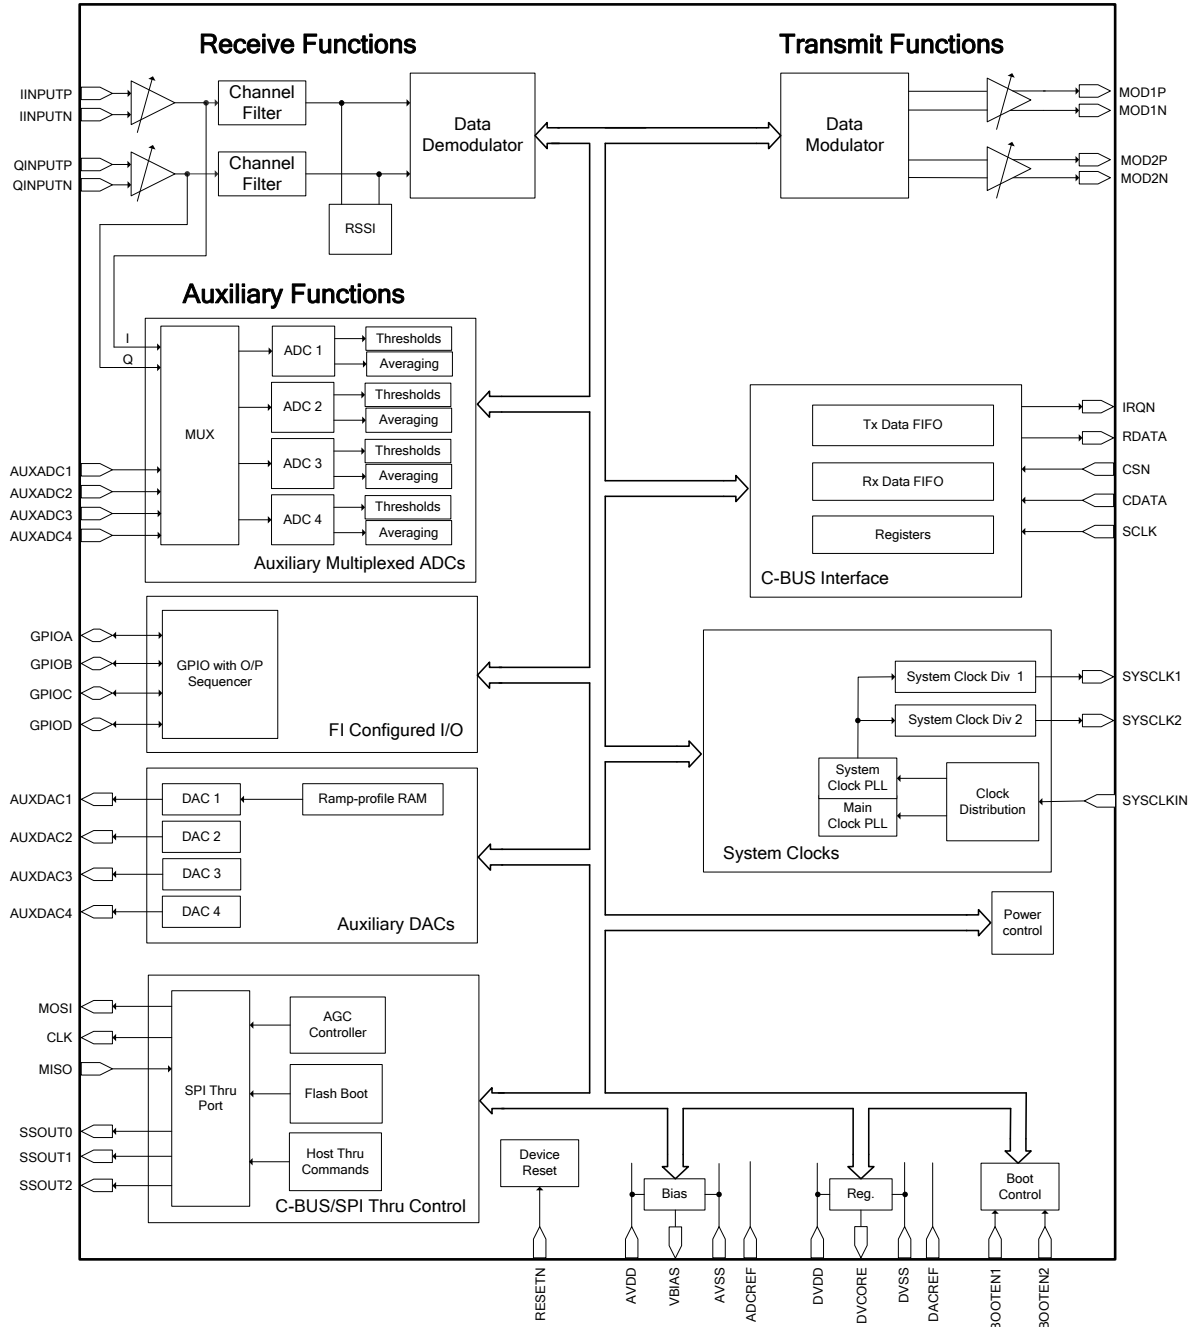 Receive Functions
Transmit Functions
IINPUTP
IINPUTN
QINPUTP
QINPUTN
Channel
Filter
Channel
Filter
RSSI
Data
Demodulator
Data
Modulator
MOD1P
MOD1N
MOD2P
MOD2N
Auxiliary Functions
I
Q
MUX
AUXADC1
AUXADC2
AUXADC3
AUXADC4
ADC 1
Thresholds
Averaging
ADC 2
Thresholds
Averaging
ADC 3
Thresholds
Averaging
ADC 4
Thresholds
Averaging
Auxiliary Multiplexed ADCs
Tx Data FIFO
Rx Data FIFO
Registers
C-BUS Interface
IRQN
RDATA
CSN
CDATA
SCLK
GPIOA
GPIOB
GPIOC
GPIOD
GPIO with O/P
Sequencer
FI Configured I/O
System Clock Div 1
System Clock Div 2
System
Clock PLL
Main
Clock PLL
Clock
Distribution
System Clocks
SYSCLK1
SYSCLK2
SYSCLKIN
AUXDAC1
AUXDAC2
AUXDAC3
AUXDAC4
DAC 1
Ramp-profile RAM
DAC 2
DAC 3
DAC 4
Auxiliary DACs
Power
control
MOSI
CLK
MISO
SSOUT0
SSOUT1
SSOUT2
SPI Thru
Port
AGC
Controller
Flash Boot
Host Thru
Commands
C-BUS/SPI Thru Control
Device
Reset
Bias
Reg.
Boot
Control
RESETN
AVDD
VBIAS
AVSS
ADCREF
DVDD
DVCORE
DVSS
DACREF
BOOTEN1
BOOTEN2